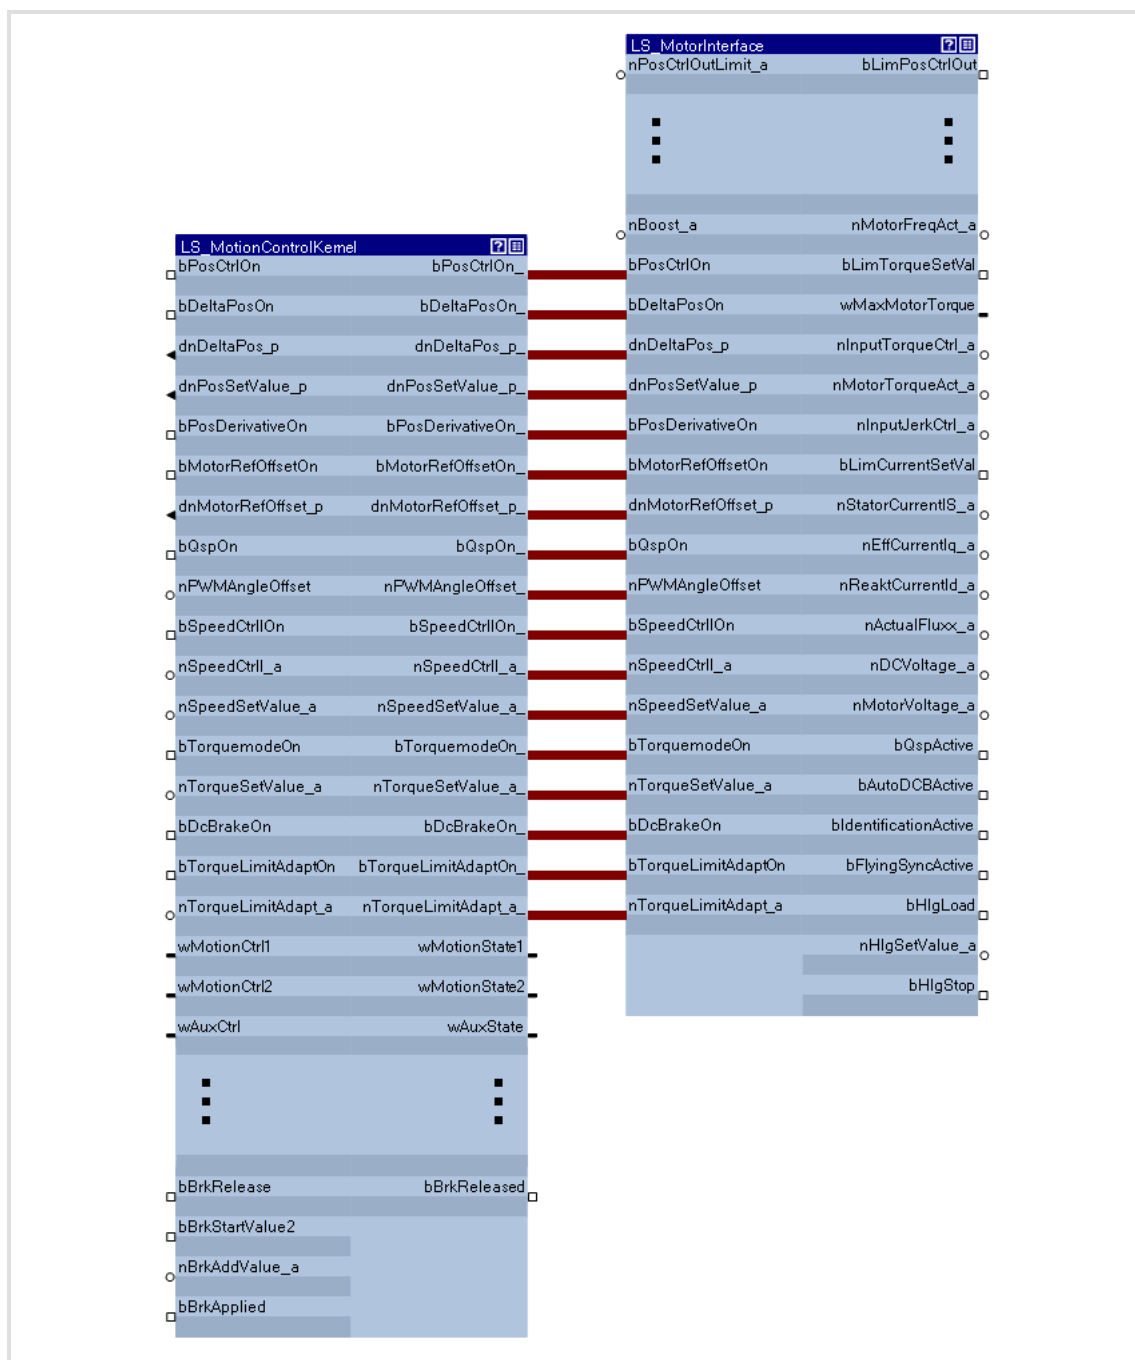 LS_MotorInterface
nPosCtrlOutLimit_a bLimPosCtrlOut
nBoost_a nMotorFreqAct_a
LS_MotionControlKernel
bPosCtrlOn bPosCtrlOn_ bPosCtrlOn bLimTorqueSetVal
bDeltaPosOn bDeltaPosOn_ bDeltaPosOn wMaxMotorTorque
dnDeltaPos_p dnDeltaPos_p_ dnDeltaPos_p nInputTorqueCtrl_a
dnPosSetValue_p dnPosSetValue_p_ dnPosSetValue_p nMotorTorqueAct_a
bPosDerivativeOn bPosDerivativeOn_ bPosDerivativeOn nInputJerkCtrl_a
bMotorRefOffsetOn bMotorRefOffsetOn_ bMotorRefOffsetOn bLimCurrentSetVal
dnMotorRefOffset_p dnMotorRefOffset_p_ dnMotorRefOffset_p nStatorCurrentIS_a
bQspOn bQspOn_ bQspOn nEffCurrentIq_a
nPWMAngleOffset nPWMAngleOffset_ nPWMAngleOffset nReaktCurrentId_a
bSpeedCtrlIOn bSpeedCtrlIOn_ bSpeedCtrlIOn nActualFluxx_a
nSpeedCtrlI_a nSpeedCtrlI_a_ nSpeedCtrlI_a nDCVoltage_a
nSpeedSetValue_a nSpeedSetValue_a_ nSpeedSetValue_a nMotorVoltage_a
bTorquemodeOn bTorquemodeOn_ bTorquemodeOn bQspActive
nTorqueSetValue_a nTorqueSetValue_a_ nTorqueSetValue_a bAutoDCBActive
bDcBrakeOn bDcBrakeOn_ bDcBrakeOn bIdentificationActive
bTorqueLimitAdaptOn bTorqueLimitAdaptOn_ bTorqueLimitAdaptOn bFlyingSyncActive
nTorqueLimitAdapt_a nTorqueLimitAdapt_a_ nTorqueLimitAdapt_a bHlgLoad
wMotionCtrl1 wMotionState1 nHlgSetValue_a
wMotionCtrl2 wMotionState2 bHlgStop
wAuxCtrl wAuxState
bBrkRelease bBrkReleased
bBrkStartValue2
nBrkAddValue_a
bBrkApplied